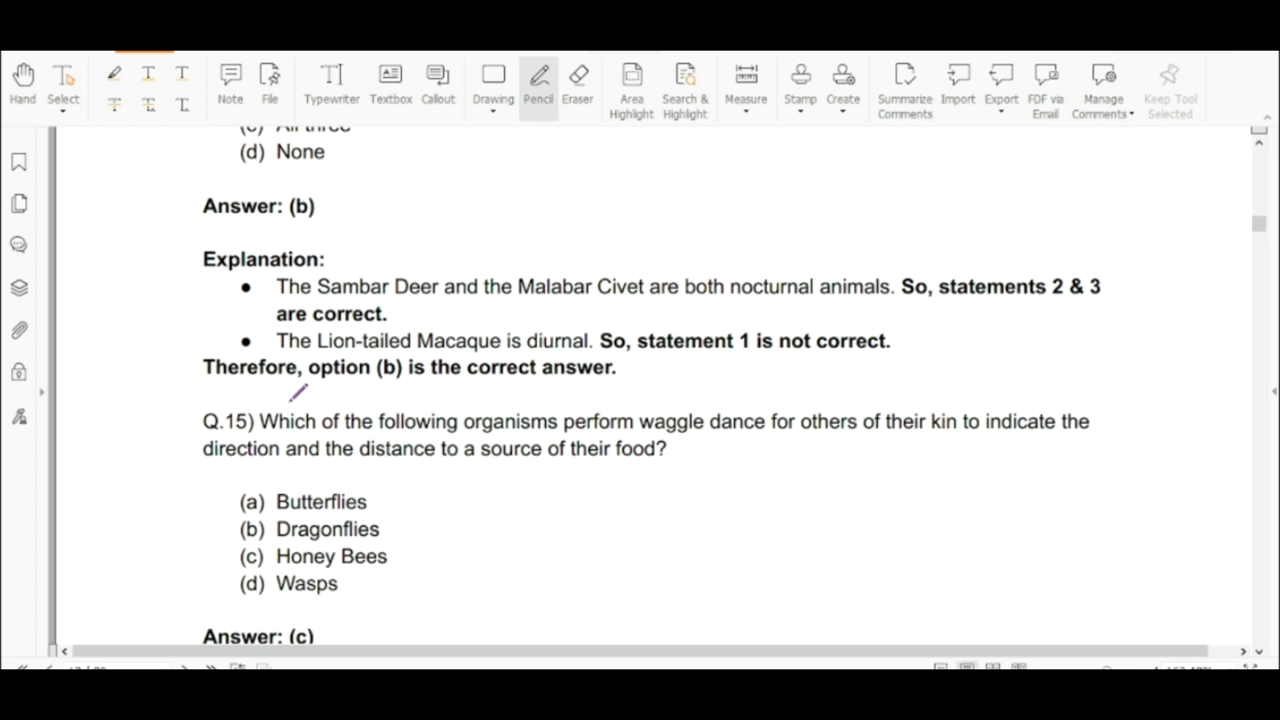 Hand
Select
Note
File
Typewriter
Textbox
Callout
Drawing
Pencil
Eraser
Area
Highlight
Search &
Highlight
Measure
Stamp
Create
Summarize
Comments
Import
Export
FDF via
Email
Manage
Comments
Keep Tool
Selected
(c) All three
(d) None
Answer: (b)
Explanation:
● The Sambar Deer and the Malabar Civet are both nocturnal animals. So, statements 2 & 3
are correct.
● The Lion-tailed Macaque is diurnal. So, statement 1 is not correct.
Therefore, option (b) is the correct answer.
Q.15) Which of the following organisms perform waggle dance for others of their kin to indicate the
direction and the distance to a source of their food?
(a) Butterflies
(b) Dragonflies
(c) Honey Bees
(d) Wasps
Answer: (c)